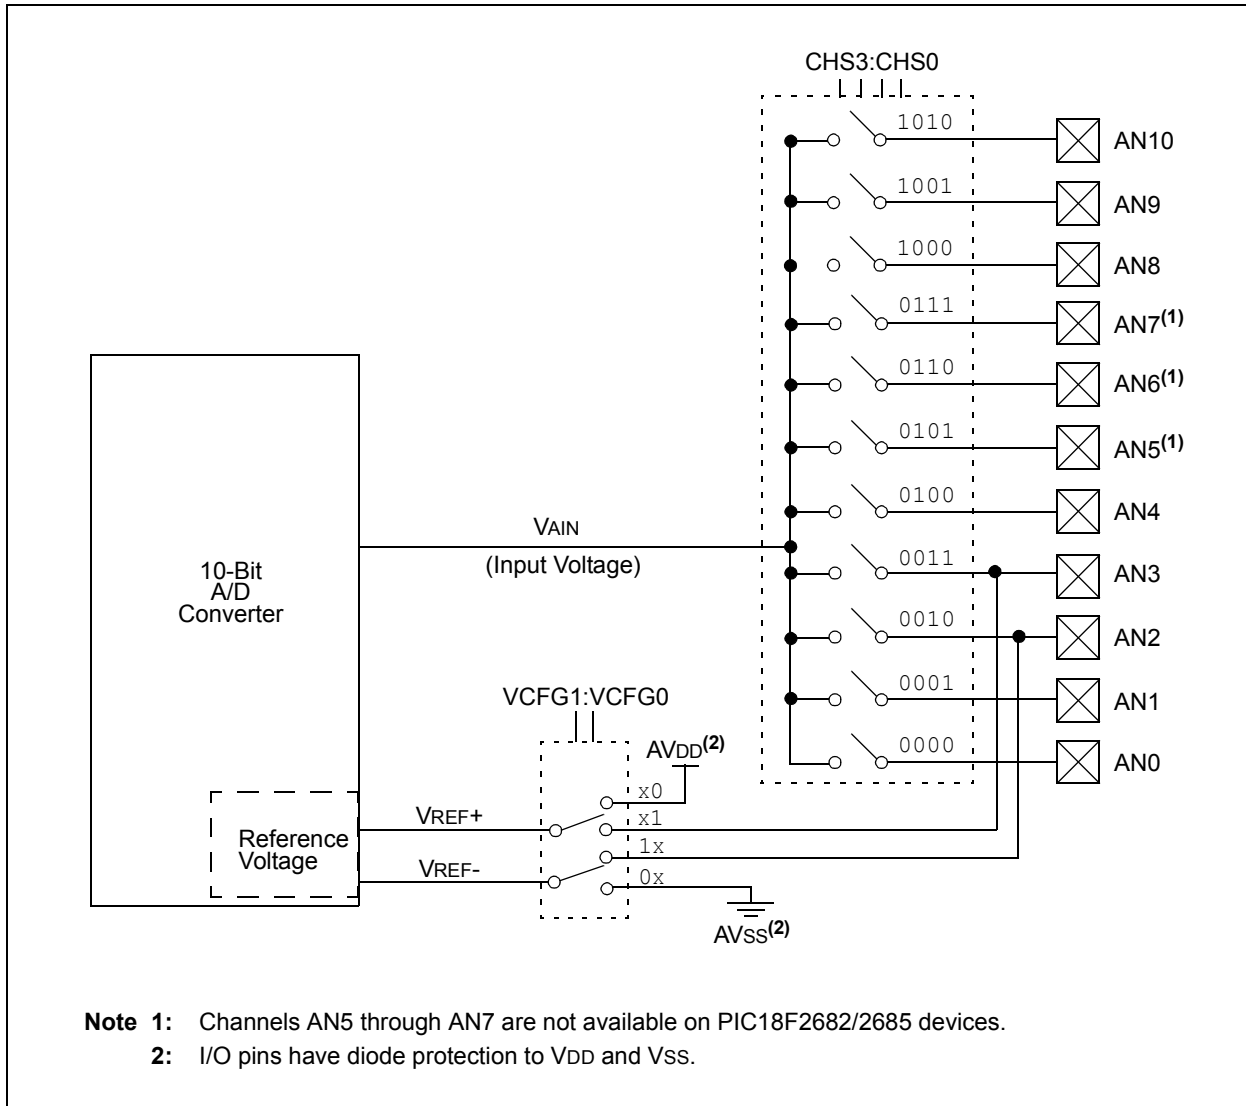 CHS3:CHS0
1010
AN10
1001
AN9
1000
AN8
0111
AN7(1)
0110
AN6(1)
0101
AN5(1)
0100
AN4
VAIN
(Input Voltage)
10-Bit
A/D
Converter
0011
AN3
0010
AN2
0001
AN1
VCFG1:VCFG0
AVDD(2)
0000
AN0
x0
VREF+
x1
Reference
Voltage
1x
VREF-
0x
AVSS(2)
Note 1: Channels AN5 through AN7 are not available on PIC18F2682/2685 devices.
2: I/O pins have diode protection to VDD and VSS.